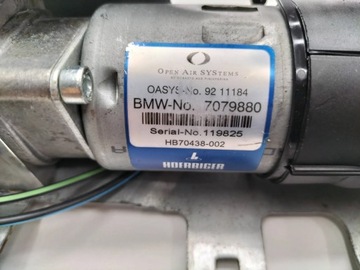 OPEN AIR SYSTEMS
OASYS-No. 92 11184
BMW-No. 7079880
Serial-No. 119825
HB70438-002
HOERBIGER